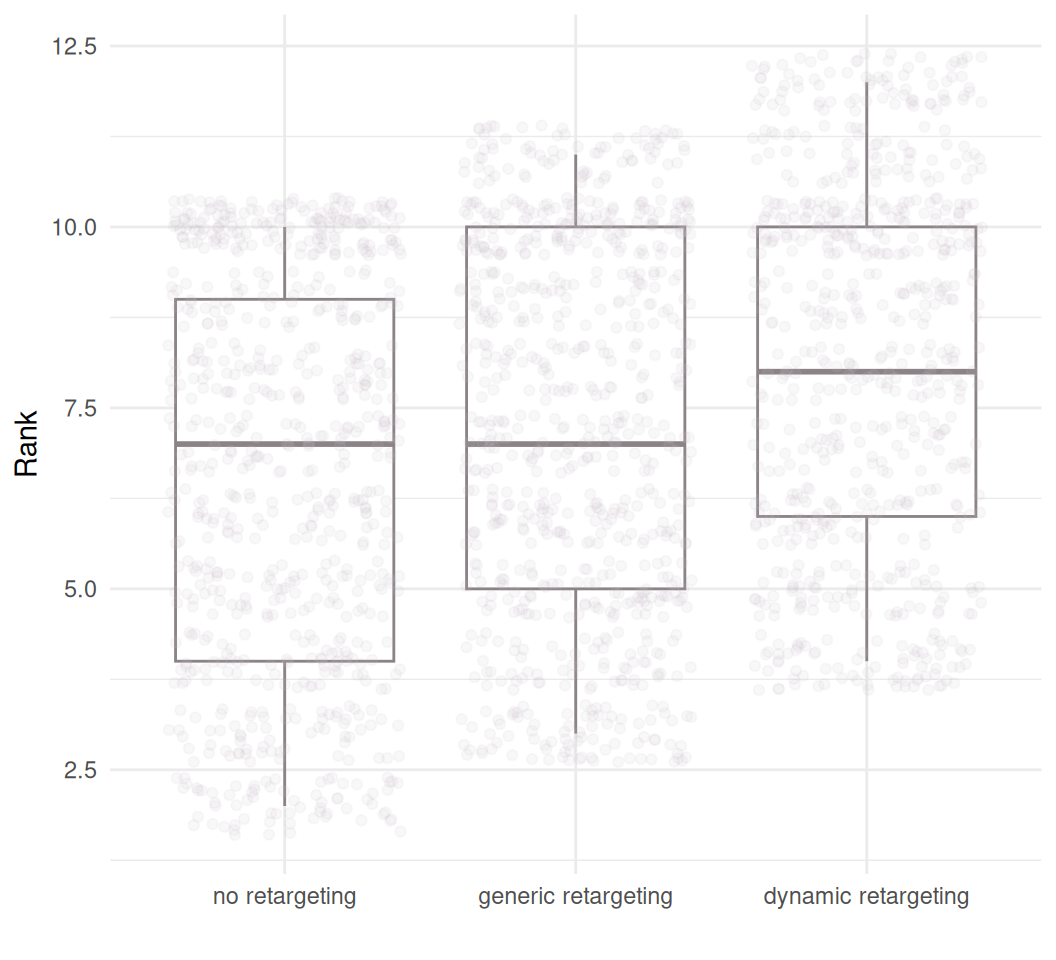 12.5
10.0
7.5
5.0
2.5
Rank
no retargeting
generic retargeting
dynamic retargeting